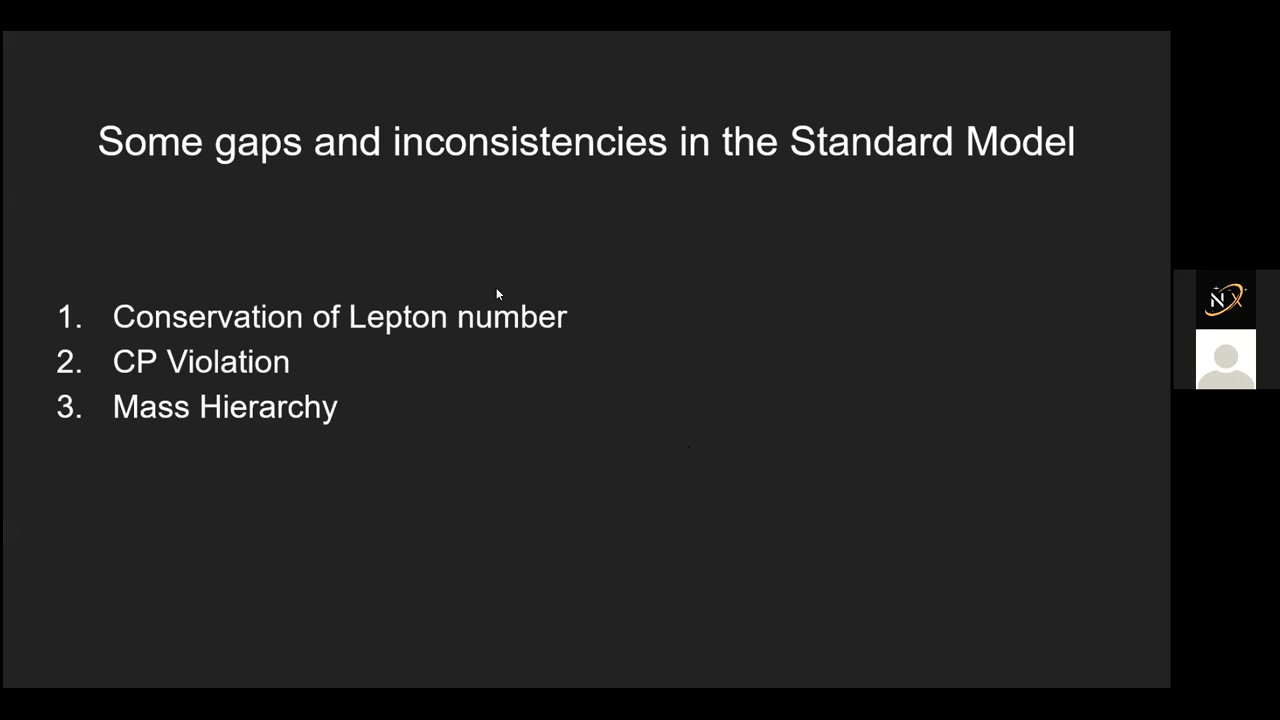 Some gaps and inconsistencies in the Standard Model
1. Conservation of Lepton number
2. CP Violation
3. Mass Hierarchy
NX